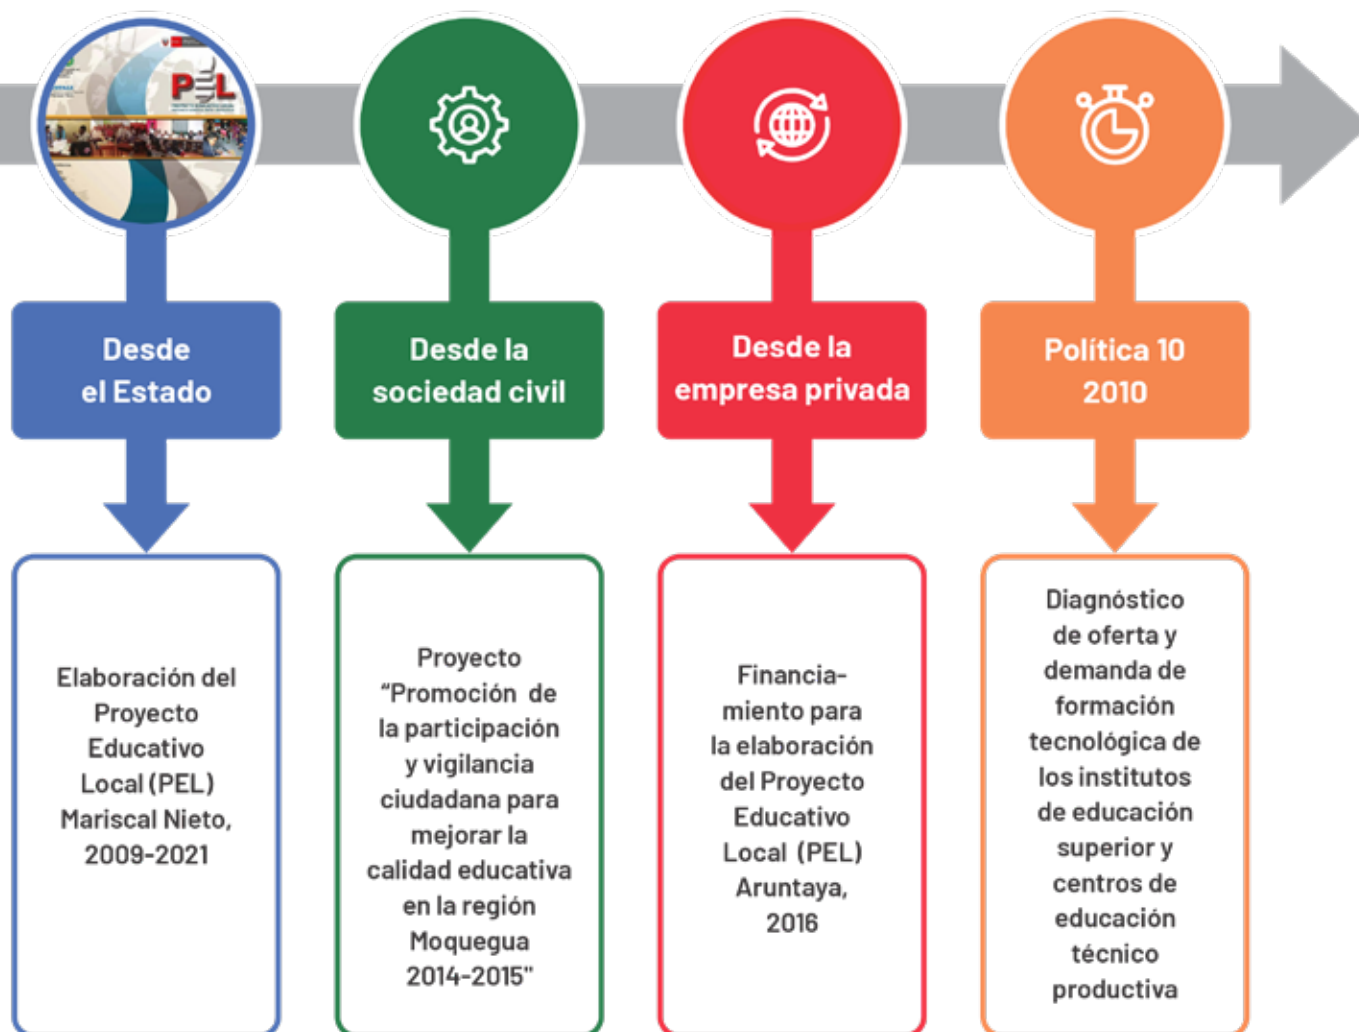 PEL
Desde
el Estado
Elaboración del
Proyecto
Educativo
Local (PEL)
Mariscal Nieto,
2009-2021
Desde la
sociedad civil
Proyecto
“Promoción de
la participación
y vigilancia
ciudadana para
mejorar la
calidad educativa
en la región
Moquegua
2014-2015"
Desde la
empresa privada
Financia-
miento para
la elaboración
del Proyecto
Educativo
Local (PEL)
Aruntaya,
2016
Política 10
2010
Diagnóstico
de oferta y
demanda de
formación
tecnológica de
los institutos
de educación
superior y
centros de
educación
técnico
productiva